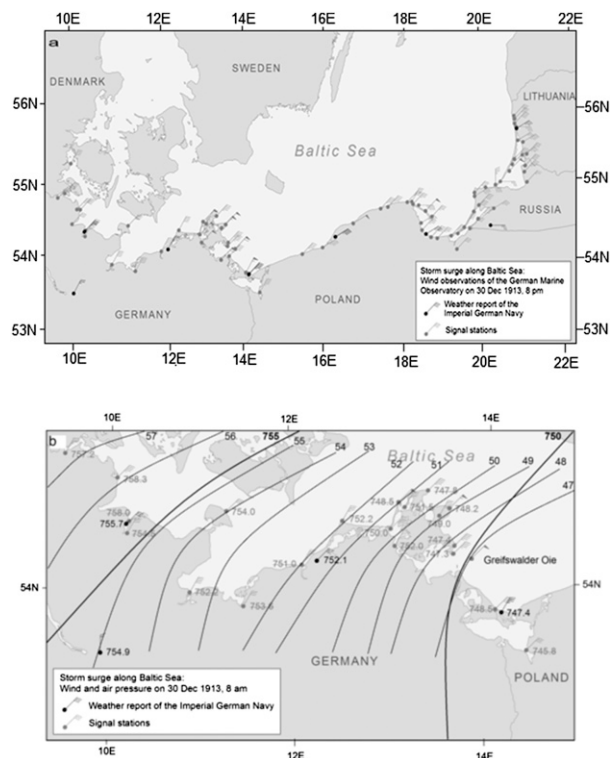 10E 12E 14E 16E 18E 20E 22E
a
DENMARK
SWEDEN
LITHUANIA
56N
56N
Baltic Sea
55N
55N
RUSSIA
54N
54N
Storm surge along Baltic Sea:
Wind observations of the German Marine
Observatory on 30 Dec 1913, 8 pm
Weather report of the
Imperial German Navy
Signal stations
GERMANY
POLAND
53N
53N
10E 12E 14E 16E 18E 20E 22E
10E 12E 14E
b
57 56 755 55 54 53 52 51 50 49 48 47
750
Baltic Sea
757.2
756.3
755.7
754.0
752.2
748.5
748.2
750.0
751.0
752.1
747.3
Greifswalder Oie
54N
54N
752.2
753.6
748.5
747.4
754.9
745.8
GERMANY
POLAND
Storm surge along Baltic Sea:
Wind and air pressure on 30 Dec 1913, 8 am
Weather report of the Imperial German Navy
Signal stations
10E 12E 14E